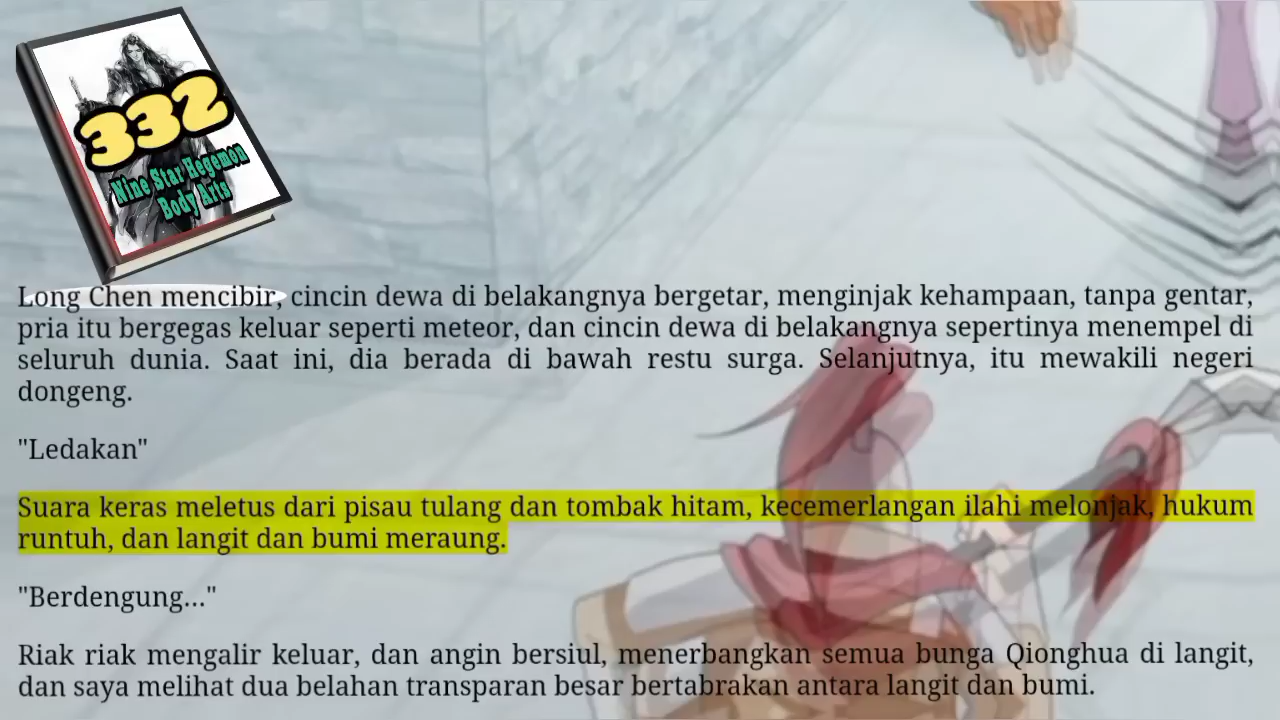 332
Nine Star Hegemon
Body Arts
Long Chen mencibir, cincin dewa di belakangnya bergetar, menginjak kehampaan, tanpa gentar,
pria itu bergegas keluar seperti meteor, dan cincin dewa di belakangnya sepertinya menempel di
seluruh dunia. Saat ini, dia berada di bawah restu surga. Selanjutnya, itu mewakili negeri
dongeng.
"Ledakan"
Suara keras meletus dari pisau tulang dan tombak hitam, kecemerlangan ilahi melonjak, hukum
runtuh, dan langit dan bumi meraung.
"Berdengung..."
Riak riak mengalir keluar, dan angin bersiul, menerbangkan semua bunga Qionghua di langit,
dan saya melihat dua belahan transparan besar bertabrakan antara langit dan bumi.